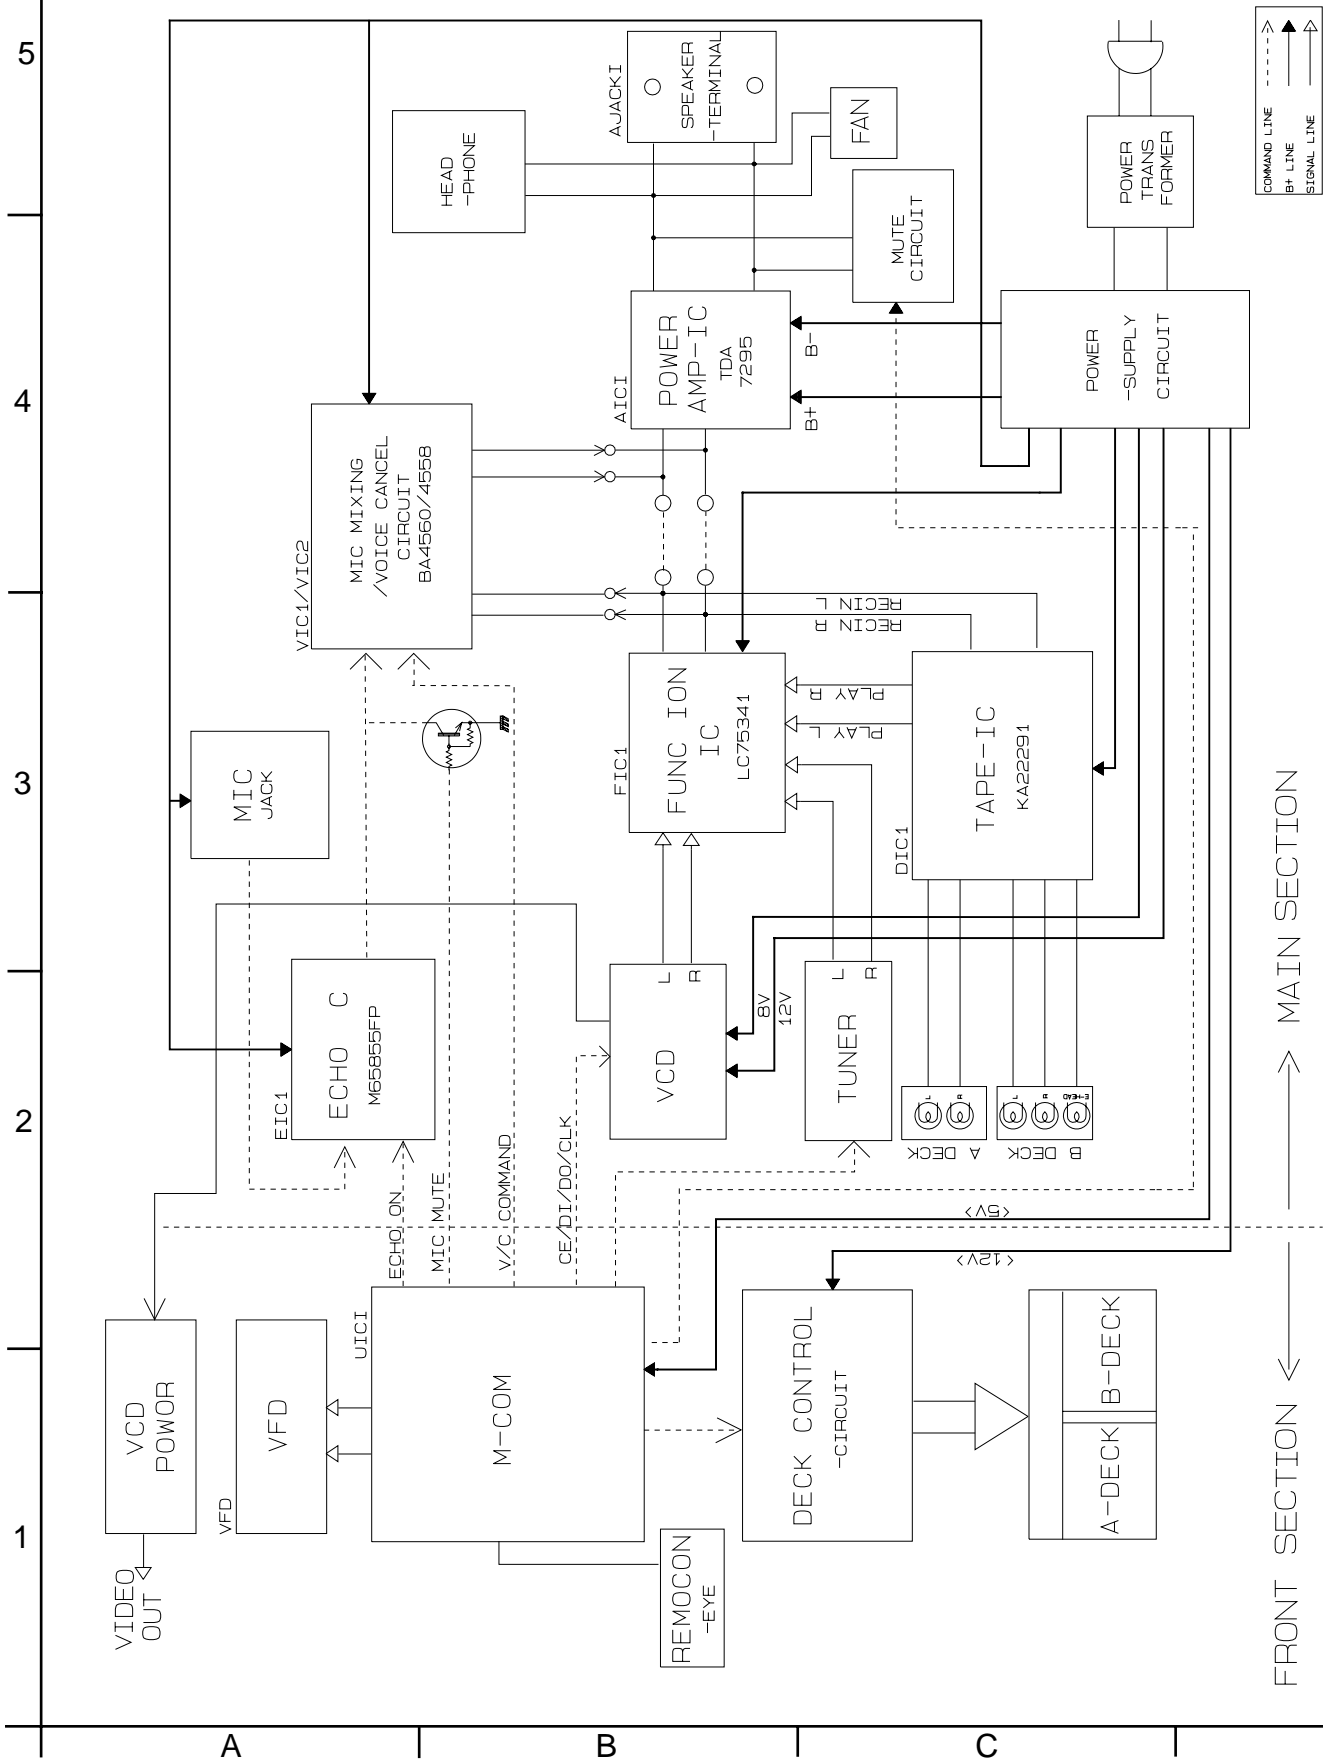 5
4
3
2
1
A
B
C
COMMAND LINE
B+ LINE
SIGNAL LINE
HEAD
-PHONE
AJACK1
SPEAKER
-TERMINAL
FAN
MUTE
CIRCUIT
POWER
TRANS
FORMER
POWER
-SUPPLY
CIRCUIT
AIC1
POWER
AMP-IC
TDA
7295
B+
B-
VIC1/VIC2
MIC MIXING
/VOICE CANCEL
CIRCUIT
BA4560/4558
RECIN L
RECIN R
MIC
JACK
FIC1
FUNC ION
IC
LC75341
PLAY R
PLAY L
DIC1
TAPE-IC
KA22291
EIC1
ECHO C
M65855FP
VCD
L
R
8V
12V
TUNER
L
R
L
R
A DECK
L
R
E-HEAD
B DECK
ECHO ON
MIC MUTE
V/C COMMAND
CE/DI/DO/CLK
<5V>
<12V>
VCD
POWOR
VIDEO
OUT
VFD
VFD
UIC1
M-COM
REMOCON
-EYE
DECK CONTROL
-CIRCUIT
A-DECK
B-DECK
FRONT SECTION
MAIN SECTION